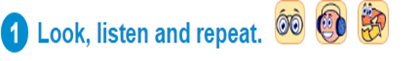 1 Look, listen and repeat.